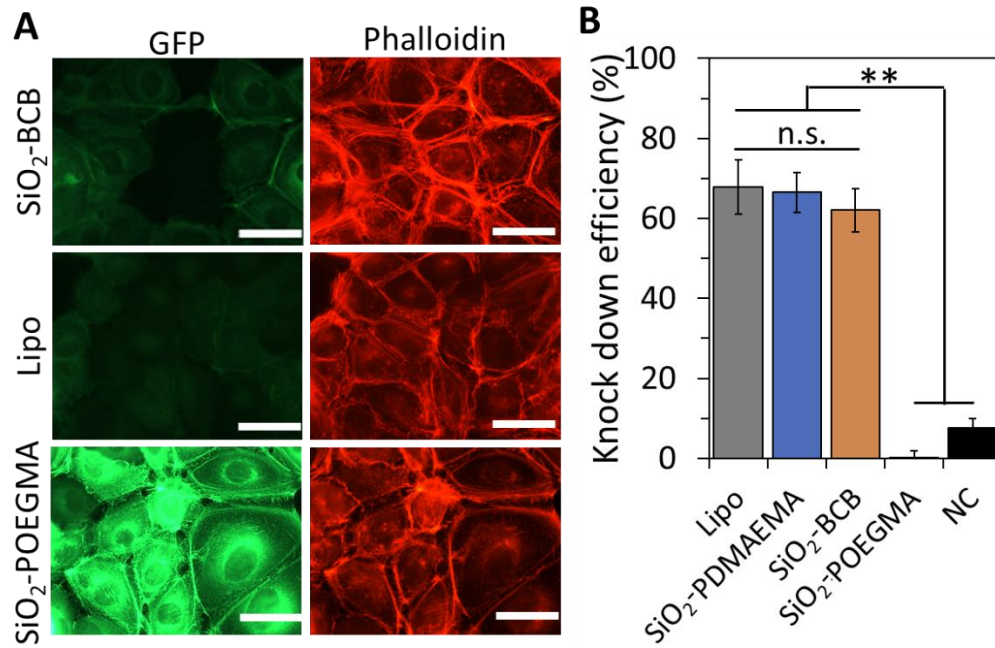 A
GFP
Phalloidin
SiO₂-BCB
Lipo
SiO₂-POEGMA
B
Knock down efficiency (%)
100
80
60
40
20
0
**
n.s.
Lipo
SiO₂-PDMAEMA
SiO₂-BCB
SiO₂-POEGMA
NC